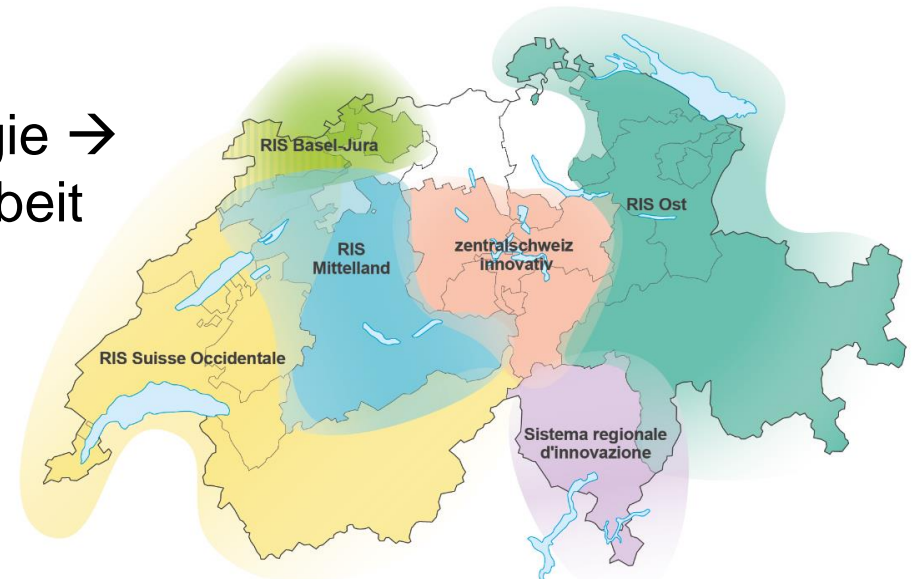 gie →
beit
RIS Basel-Jura
RIS Ost
RIS
Mittelland
zentralschweiz
innovativ
RIS Suisse Occidentale
Sistema regionale
d'innovazione